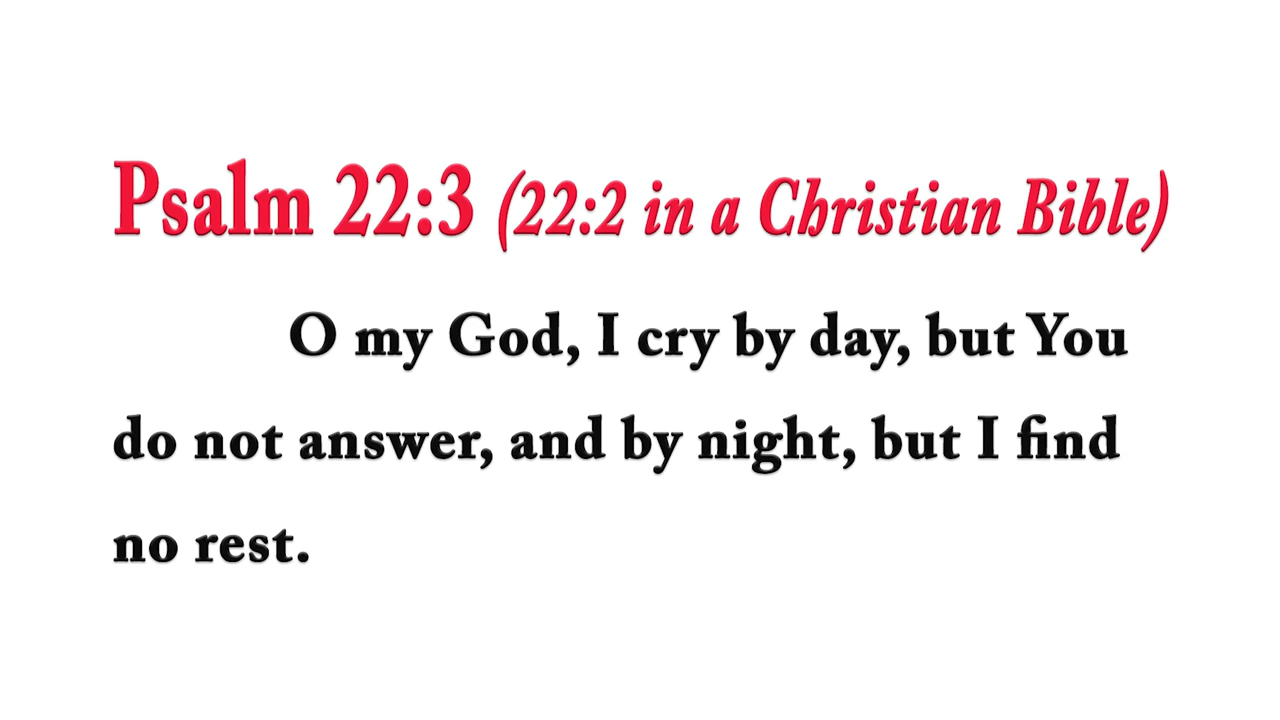 Psalm 22:3 (22:2 in a Christian Bible)
O my God, I cry by day, but You
do not answer, and by night, but I find
no rest.